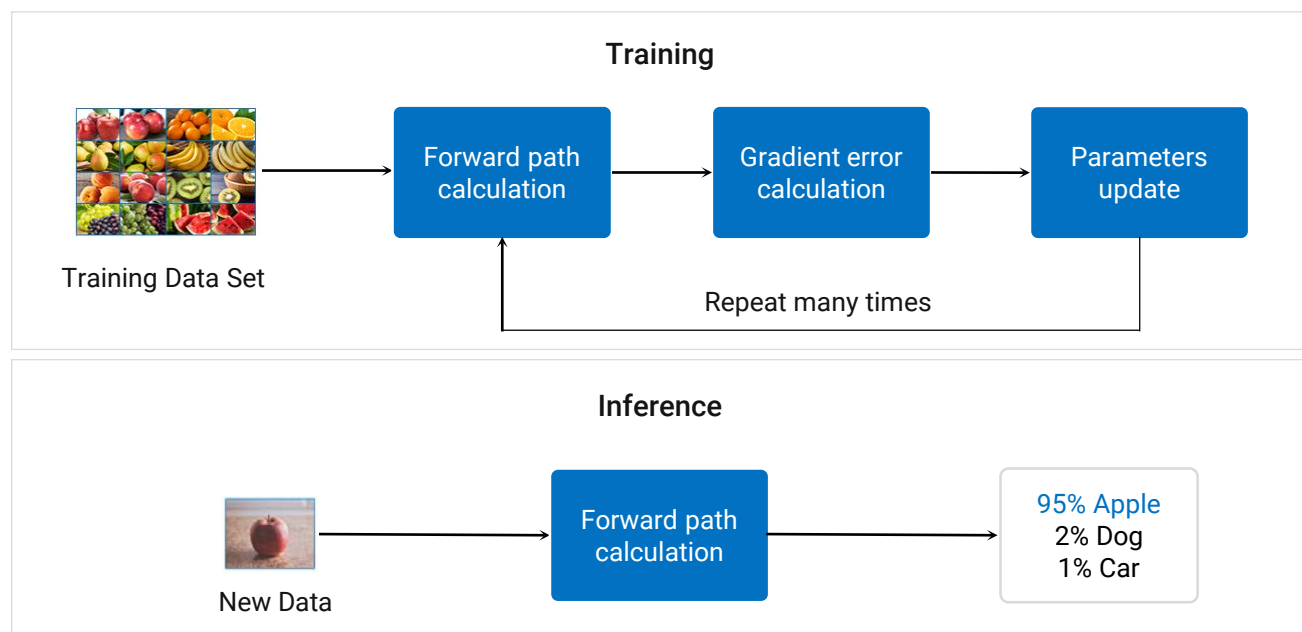 Training
Forward path
calculation
Gradient error
calculation
Parameters
update
Training Data Set
Repeat many times
Inference
Forward path
calculation
95% Apple
2% Dog
1% Car
New Data